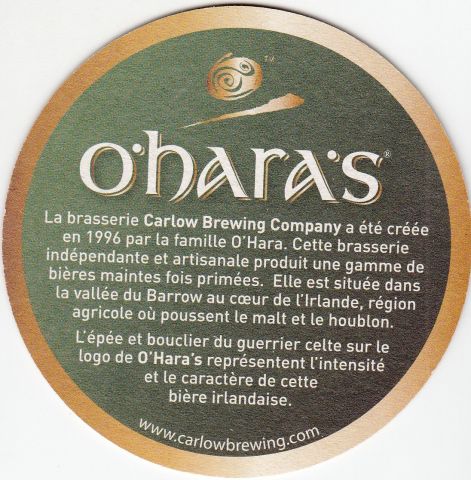 TM
O'hara's®
La brasserie Carlow Brewing Company a été créée
en 1996 par la famille O'Hara. Cette brasserie
indépendante et artisanale produit une gamme de
bières maintes fois primées. Elle est située dans
la vallée du Barrow au cœur de l'Irlande, région
agricole où poussent le malt et le houblon.
L'épée et bouclier du guerrier celte sur le
logo de O'Hara's représentent l'intensité
et le caractère de cette
bière irlandaise.
www.carlowbrewing.com